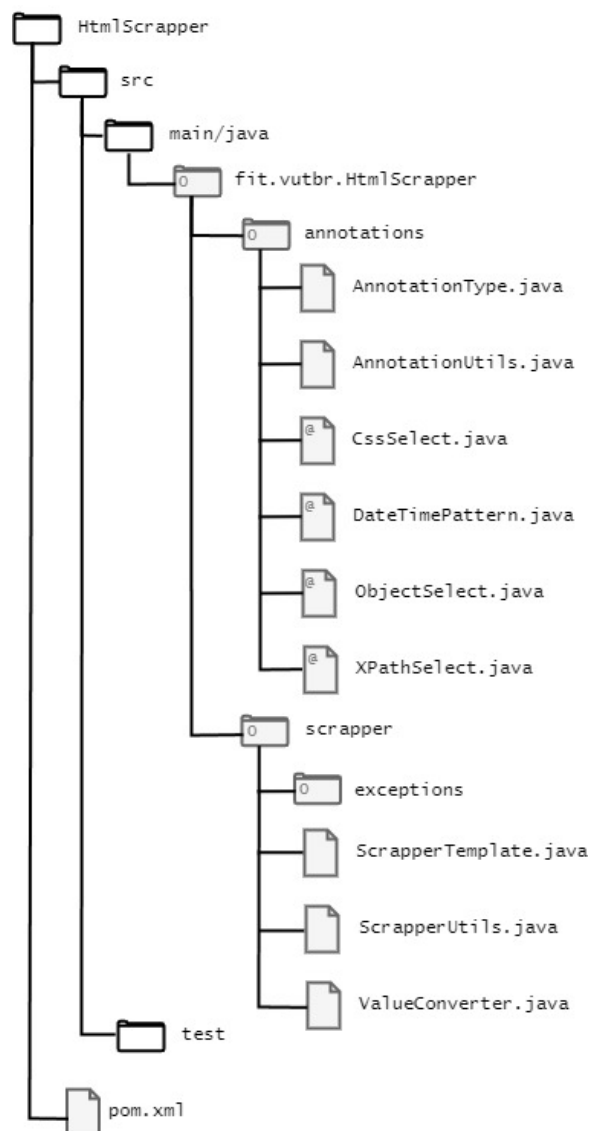 HtmlScrapper
src
main/java
O fit.vutbr.HtmlScrapper
O annotations
AnnotationType.java
AnnotationUtils.java
@ CssSelect.java
@ DateTimePattern.java
@ ObjectSelect.java
@ XPathSelect.java
O scrapper
O exceptions
ScrapperTemplate.java
ScrapperUtils.java
ValueConverter.java
test
pom.xml